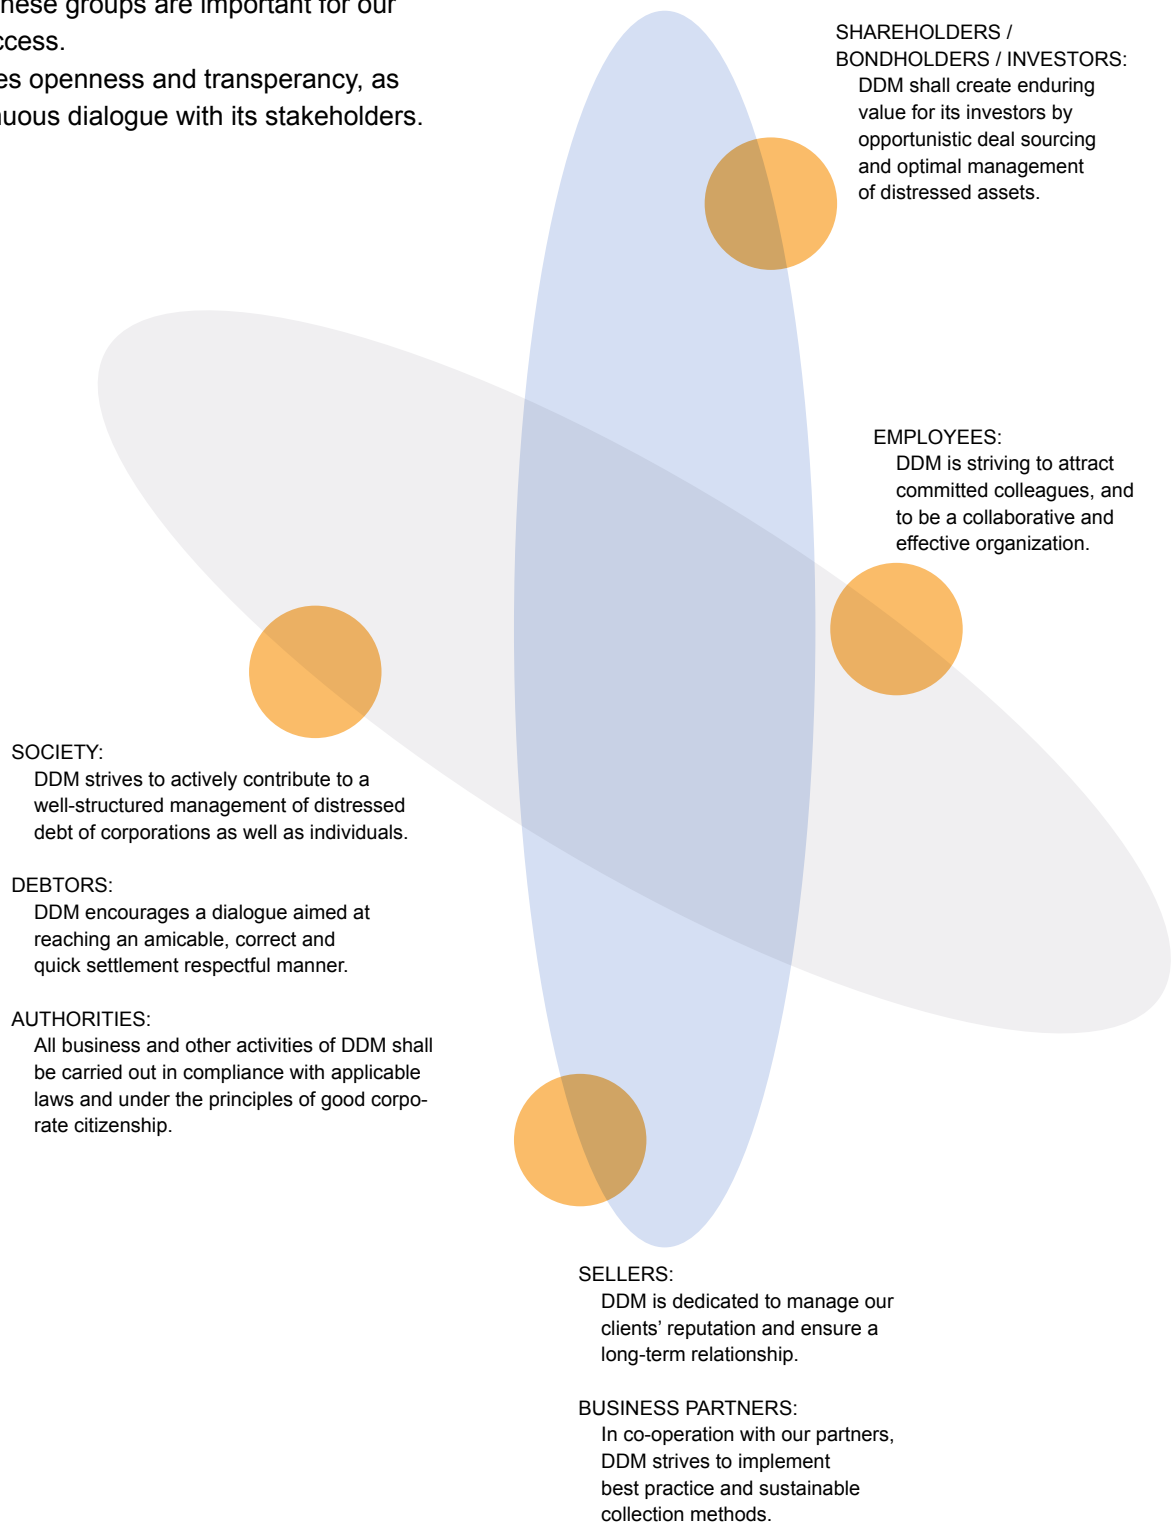 hese groups are important for our
ccess.
es openness and transperancy, as
nuous dialogue with its stakeholders.
SHAREHOLDERS /
BONDHOLDERS / INVESTORS:
DDM shall create enduring
value for its investors by
opportunistic deal sourcing
and optimal management
of distressed assets.
EMPLOYEES:
DDM is striving to attract
committed colleagues, and
to be a collaborative and
effective organization.
SOCIETY:
DDM strives to actively contribute to a
well-structured management of distressed
debt of corporations as well as individuals.
DEBTORS:
DDM encourages a dialogue aimed at
reaching an amicable, correct and
quick settlement respectful manner.
AUTHORITIES:
All business and other activities of DDM shall
be carried out in compliance with applicable
laws and under the principles of good corpo-
rate citizenship.
SELLERS:
DDM is dedicated to manage our
clients’ reputation and ensure a
long-term relationship.
BUSINESS PARTNERS:
In co-operation with our partners,
DDM strives to implement
best practice and sustainable
collection methods.